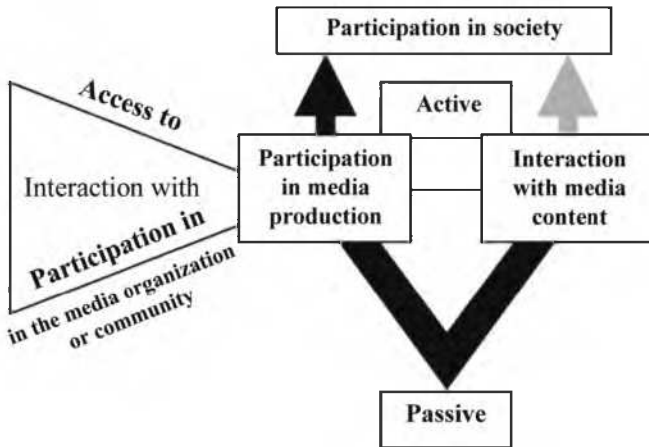 Participation in society
Active
Access to
Interaction with
Participation in
in the media organization
or community
Participation
in media
production
Interaction
with media
content
Passive